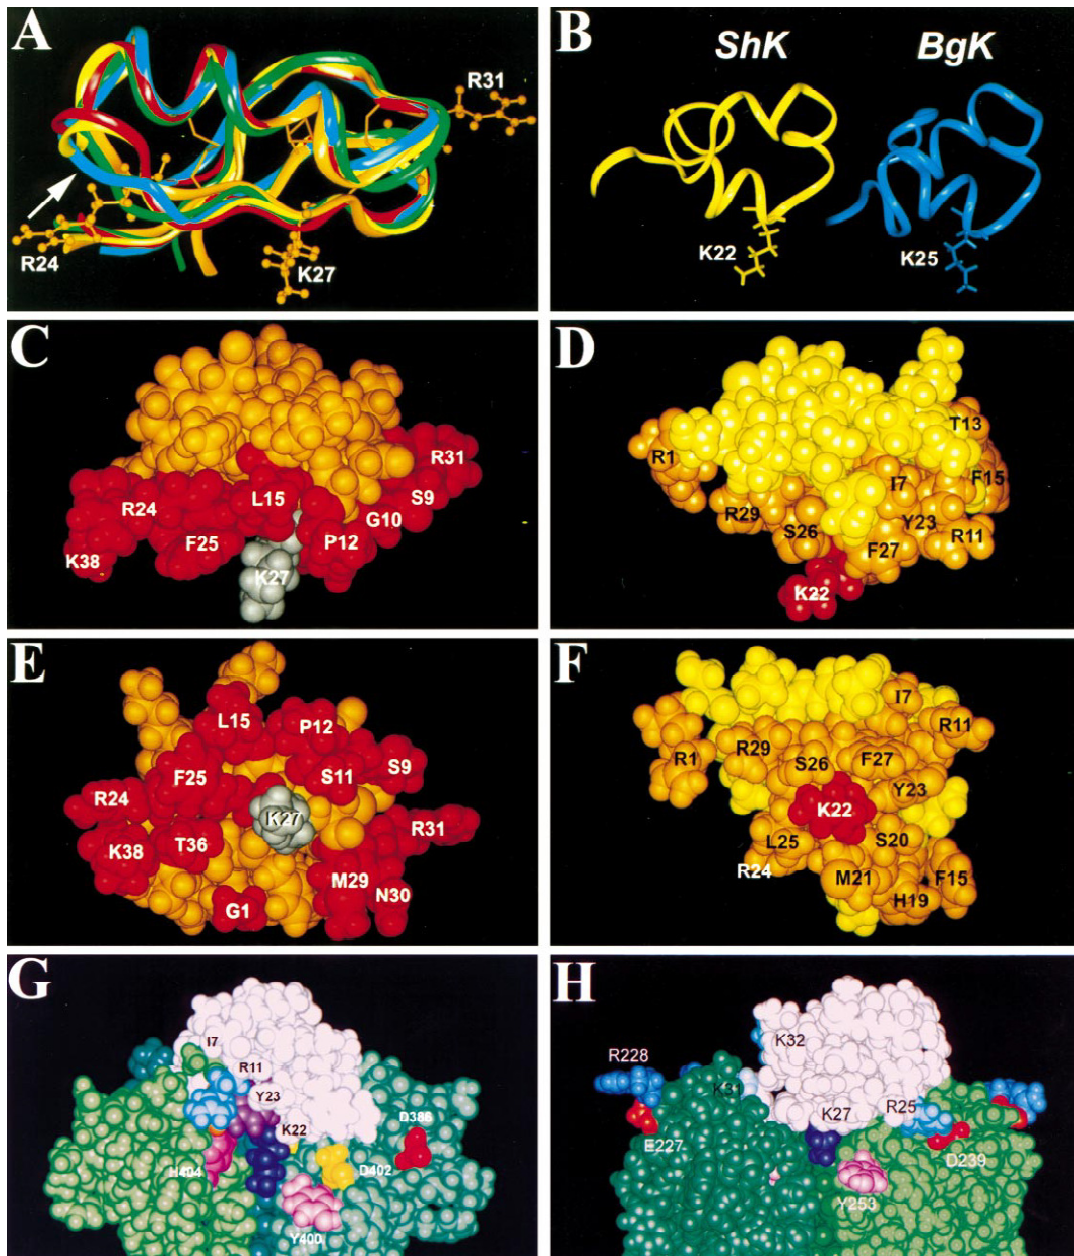 A
R31
R24
K27
B
ShK
BgK
K22
K25
C
R31
S9
L15
R24
G10
P12
F25
K38
K27
D
T13
R1
I7
F15
R29
Y23
S26
R11
F27
K22
E
L15
P12
F25
S11
S9
R24
K27
R31
T36
K38
M29
N30
G1
F
I7
R11
R29
R1
S26
F27
Y23
K22
L25
S20
R24
M21
F15
H19
G
I7
R11
Y23
D386
K22
H404
D402
Y400
H
K32
R228
K31
K27
R25
E227
D239
Y253